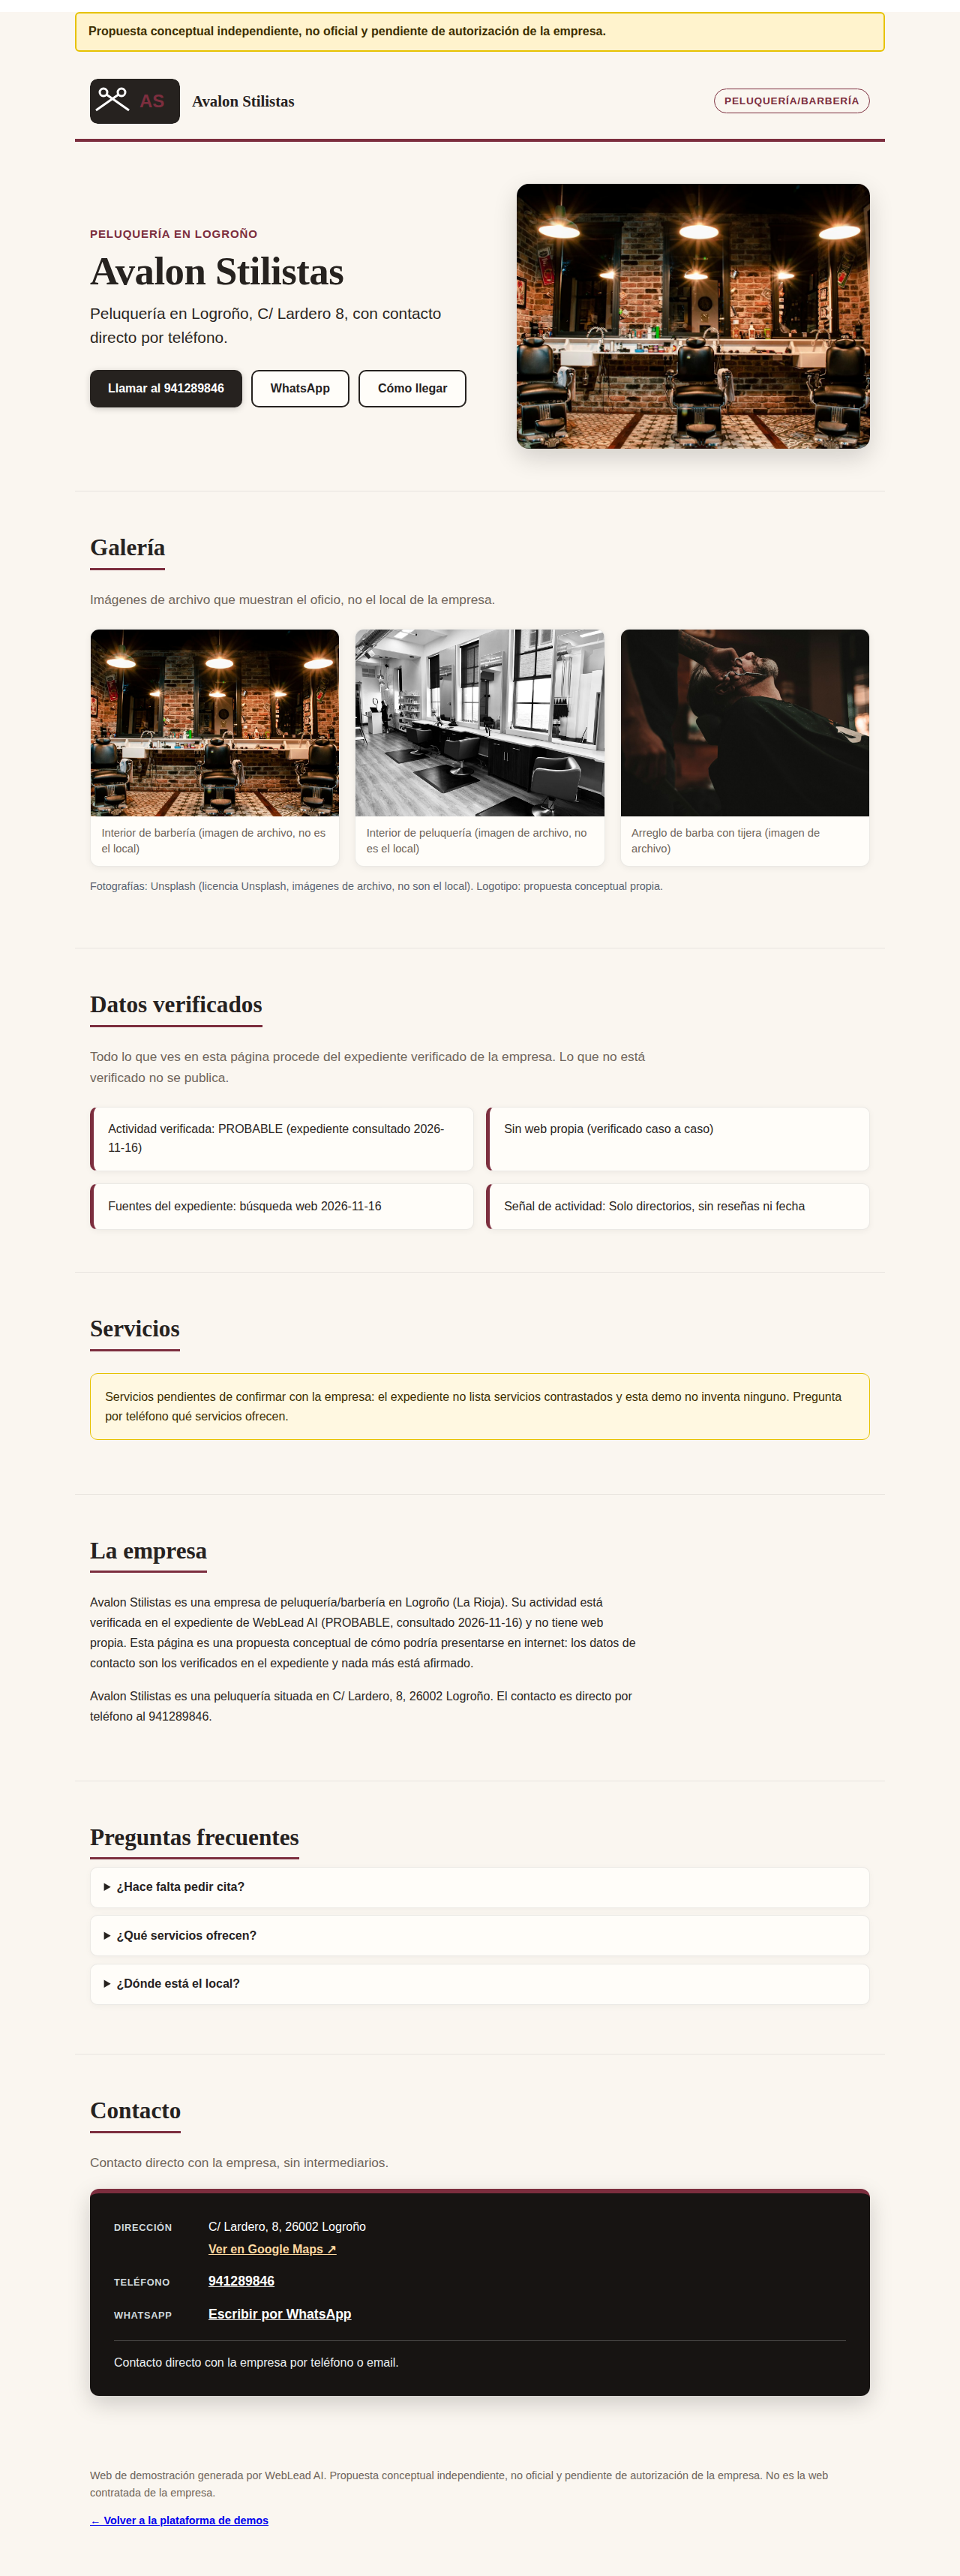 Propuesta conceptual independiente, no oficial y pendiente de autorización de la empresa.
AS
Avalon Stilistas
PELUQUERÍA/BARBERÍA
PELUQUERÍA EN LOGROÑO
Avalon Stilistas
Peluquería en Logroño, C/ Lardero 8, con contacto
directo por teléfono.
Llamar al 941289846
WhatsApp
Cómo llegar
Galería
Imágenes de archivo que muestran el oficio, no el local de la empresa.
Interior de barbería (imagen de archivo, no es
el local)
Interior de peluquería (imagen de archivo, no
es el local)
Arreglo de barba con tijera (imagen de
archivo)
Fotografías: Unsplash (licencia Unsplash, imágenes de archivo, no son el local). Logotipo: propuesta conceptual propia.
Datos verificados
Todo lo que ves en esta página procede del expediente verificado de la empresa. Lo que no está
verificado no se publica.
Actividad verificada: PROBABLE (expediente consultado 2026-
11-16)
Sin web propia (verificado caso a caso)
Fuentes del expediente: búsqueda web 2026-11-16
Señal de actividad: Solo directorios, sin reseñas ni fecha
Servicios
Servicios pendientes de confirmar con la empresa: el expediente no lista servicios contrastados y esta demo no inventa ninguno. Pregunta
por teléfono qué servicios ofrecen.
La empresa
Avalon Stilistas es una empresa de peluquería/barbería en Logroño (La Rioja). Su actividad está
verificada en el expediente de WebLead AI (PROBABLE, consultado 2026-11-16) y no tiene web
propia. Esta página es una propuesta conceptual de cómo podría presentarse en internet: los datos de
contacto son los verificados en el expediente y nada más está afirmado.
Avalon Stilistas es una peluquería situada en C/ Lardero, 8, 26002 Logroño. El contacto es directo por
teléfono al 941289846.
Preguntas frecuentes
▶ ¿Hace falta pedir cita?
▶ ¿Qué servicios ofrecen?
▶ ¿Dónde está el local?
Contacto
Contacto directo con la empresa, sin intermediarios.
DIRECCIÓN
C/ Lardero, 8, 26002 Logroño
Ver en Google Maps ↗
TELÉFONO
941289846
WHATSAPP
Escribir por WhatsApp
Contacto directo con la empresa por teléfono o email.
Web de demostración generada por WebLead AI. Propuesta conceptual independiente, no oficial y pendiente de autorización de la empresa. No es la web
contratada de la empresa.
← Volver a la plataforma de demos